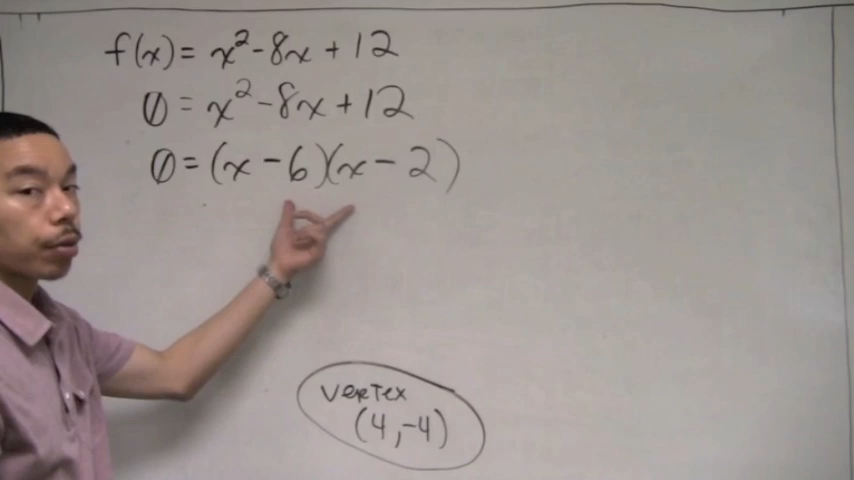 f(x) = x² - 8x + 12
0 = x² - 8x + 12
0 = (x - 6)(x - 2)
vertex
(4, -4)